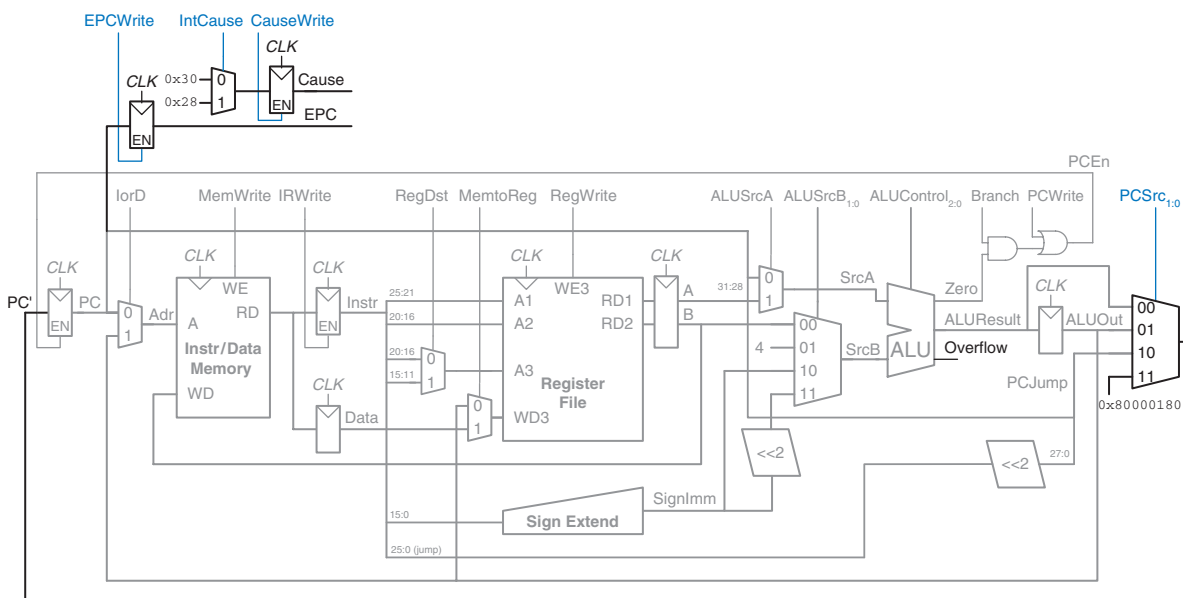 EPCWrite IntCause CauseWrite
CLK
CLK 0x30 0 Cause
0x28 1 EN
EPC
EN
PCEn
IorD MemWrite IRWrite RegDst MemtoReg RegWrite ALUSrcA ALUSrcB1:0 ALUControl2:0 Branch PCWrite PCSrc1:0
CLK CLK CLK CLK CLK
PC' PC WE Instr 25:21 WE3 A 31:28 0 SrcA Zero CLK
EN 0 Adr A RD EN 20:16 A1 RD1 B 1 00
1 A2 RD2 00 ALUResult ALUOut 01
Instr/Data 20:16 0 4 01 SrcB ALU Overflow 10
Memory 15:11 1 A3 Register 10 PCJump 11
CLK File 11 0x80000180
WD Data 0 WD3
1
<<2 <<2 27:0
SignImm
15:0 Sign Extend
25:0 (jump)